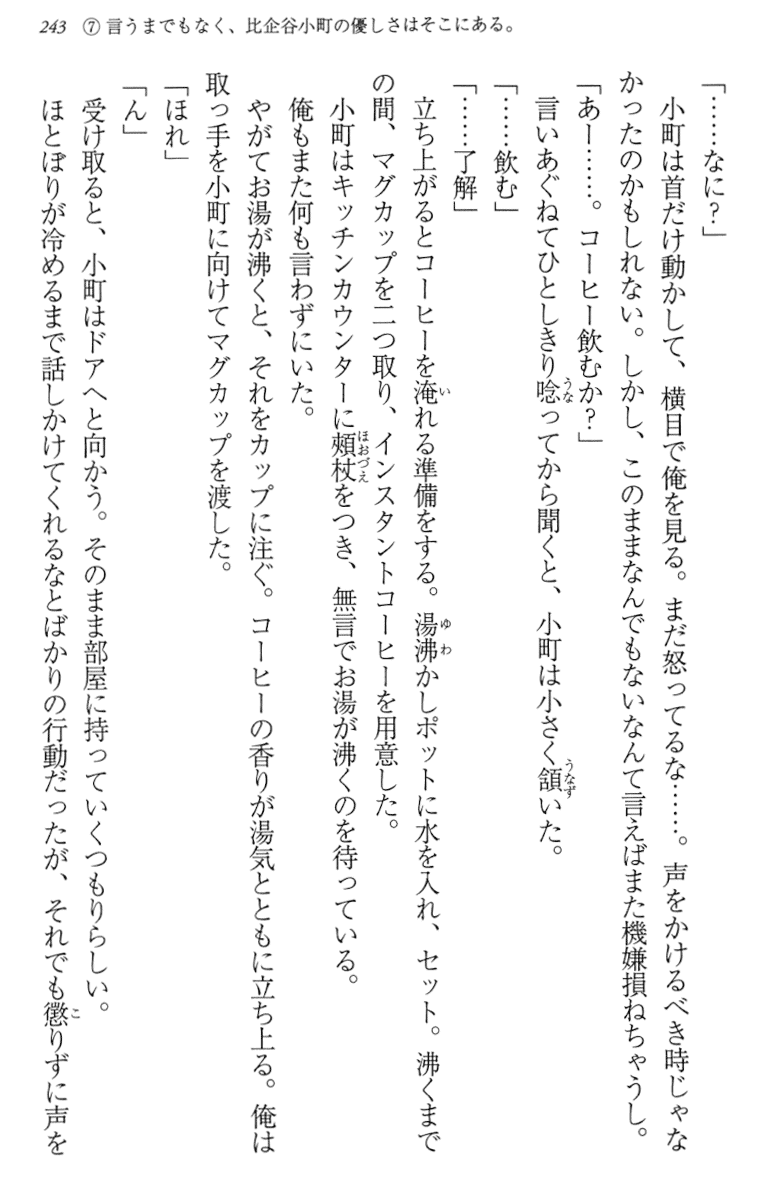 243 ⑦ 言うまでもなく、比企谷小町の優しさはそこにある。
「……なに？」
　小町は首だけ動かして、横目で俺を見る。まだ怒ってるな……。声をかけるべき時じゃな
かったのかもしれない。しかし、このままなんでもないなんて言えばまた機嫌損ねちゃうし。
「あー……。コーヒー飲むか？」
　言いあぐねてひとしきり唸ってから聞くと、小町は小さく頷いた。
「……飲む」
「……了解」
　立ち上がるとコーヒーを淹れる準備をする。湯沸かしポットに水を入れ、セット。沸くまで
の間、マグカップを二つ取り、インスタントコーヒーを用意した。
　小町はキッチンカウンターに頰杖をつき、無言でお湯が沸くのを待っている。
　俺もまた何も言わずにいた。
　やがてお湯が沸くと、それをカップに注ぐ。コーヒーの香りが湯気とともに立ち上る。俺は
取っ手を小町に向けてマグカップを渡した。
「ほれ」
「ん」
　受け取ると、小町はドアへと向かう。そのまま部屋に持っていくつもりらしい。
　ほとぼりが冷めるまで話しかけてくれるなとばかりの行動だったが、それでも懲りずに声を